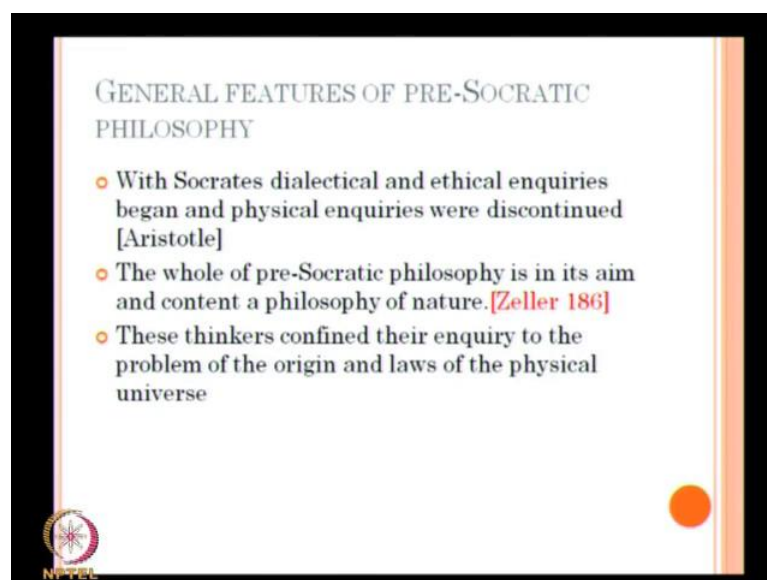 GENERAL FEATURES OF PRE-SOCRATIC
PHILOSOPHY
With Socrates dialectical and ethical enquiries
began and physical enquiries were discontinued
[Aristotle]
The whole of pre-Socratic philosophy is in its aim
and content a philosophy of nature.[Zeller 186]
These thinkers confined their enquiry to the
problem of the origin and laws of the physical
universe
NPTEL